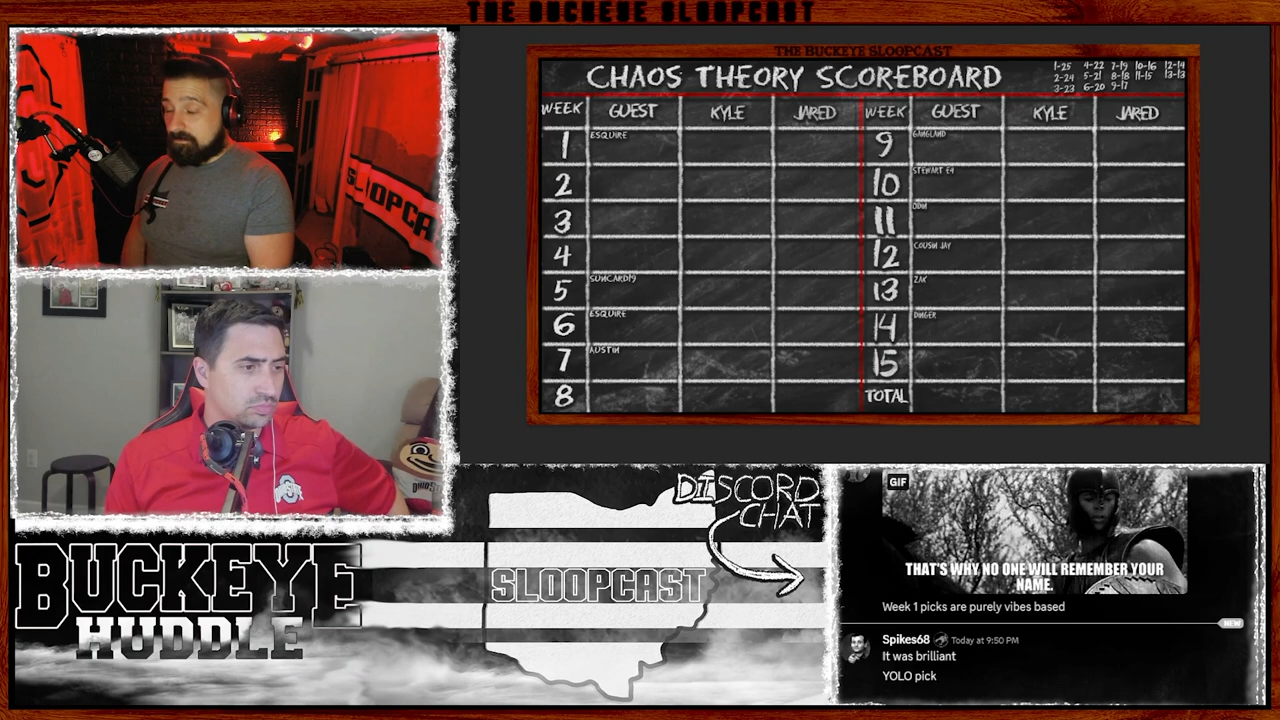 THE BUCKEYE SLOOPCAST
THE BUCKEYE SLOOPCAST
CHAOS THEORY SCOREBOARD
1-25 4-22 7-19 10-16 12-14
2-24 5-21 8-18 11-15 13-13
3-23 6-20 9-17
WEEK GUEST KYLE JARED WEEK GUEST KYLE JARED
1 ESQUIRE 9 GANGLAND
2 10 STEWART E4
3 11 ODIN
4 12 COUSIN JAY
5 SUNCARD19 13 ZAK
6 ESQUIRE 14 DINGER
7 AUSTIN 15
8 TOTAL
SLOOPCA
OHIO
DISCORD
CHAT
BUCKEYE
HUDDLE
SLOOPCAST
GIF
THAT'S WHY NO ONE WILL REMEMBER YOUR
NAME.
Week 1 picks are purely vibes based
NEW
Spikes68 Today at 9:50 PM
It was brilliant
YOLO pick